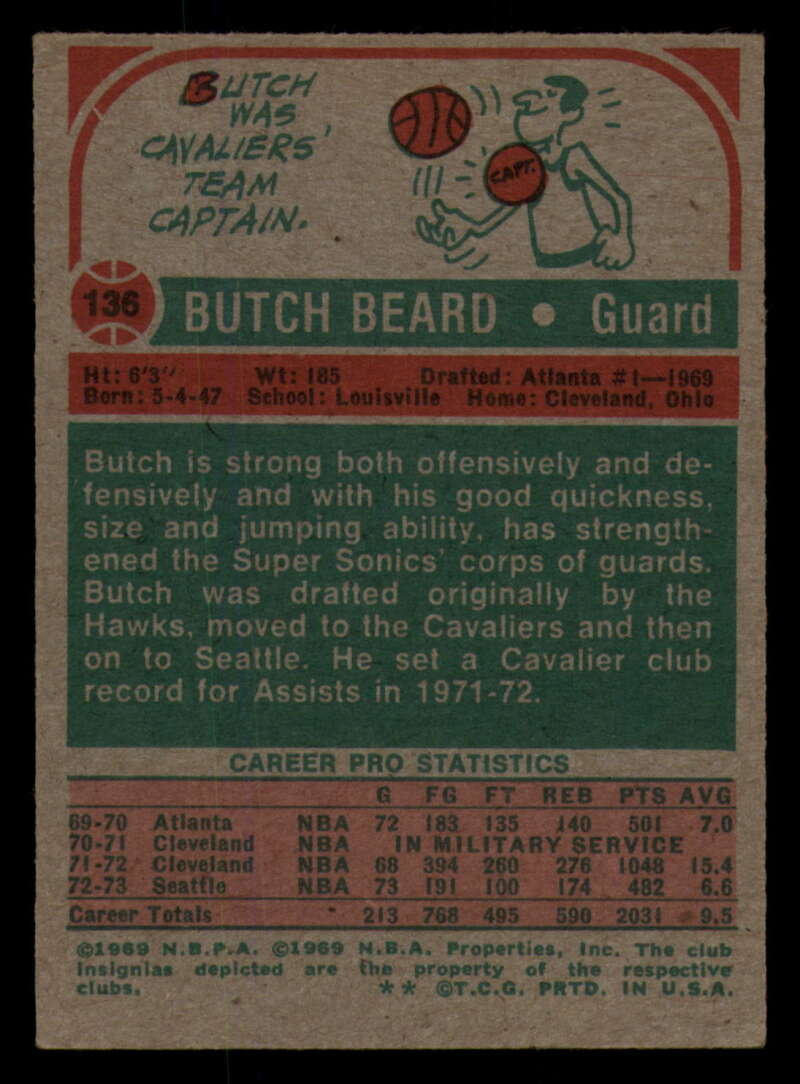 BUTCH
WAS
CAVALIERS'
TEAM
CAPTAIN.
CAPT.
136
BUTCH BEARD • Guard
Ht: 6'3" Wt: 185 Drafted: Atlanta #1—1969
Born: 5-4-47 School: Louisville Home: Cleveland, Ohio
Butch is strong both offensively and de-
fensively and with his good quickness,
size and jumping ability, has strength-
ened the Super Sonics' corps of guards.
Butch was drafted originally by the
Hawks, moved to the Cavaliers and then
on to Seattle. He set a Cavalier club
record for Assists in 1971-72.
CAREER PRO STATISTICS
G FG FT REB PTS AVG
69-70 Atlanta NBA 72 183 135 140 501 7.0
70-71 Cleveland NBA IN MILITARY SERVICE
71-72 Cleveland NBA 68 394 260 276 1048 15.4
72-73 Seattle NBA 73 191 100 174 482 6.6
Career Totals 213 768 495 590 2031 9.5
©1969 N.B.P.A. ©1969 N.B.A. Properties, Inc. The club
insignias depicted are the property of the respective
clubs. ** ©T.C.G. PRTD. IN U.S.A.